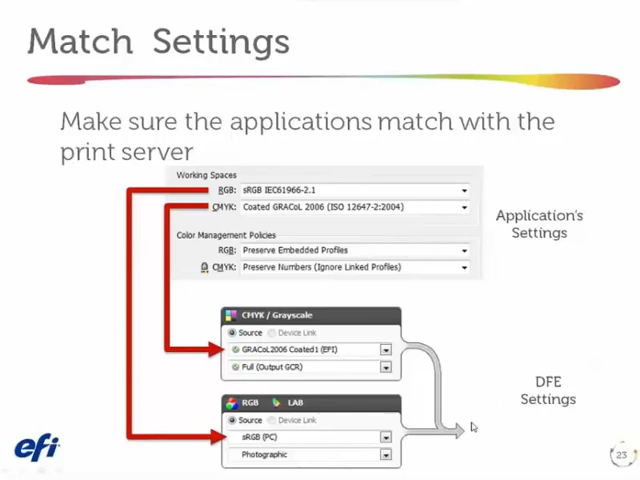 Match Settings
Make sure the applications match with the
print server
Working Spaces
RGB: sRGB IEC61966-2.1
CMYK: Coated GRACoL 2006 (ISO 12647-2:2004)
Color Management Policies
RGB: Preserve Embedded Profiles
CMYK: Preserve Numbers (Ignore Linked Profiles)
Application's
Settings
CMYK / Grayscale
Source Device Link
GRACoL2006 Coated1 (EFI)
Full (Output GCR)
RGB LAB
Source Device Link
sRGB (PC)
Photographic
DFE
Settings
efi
23